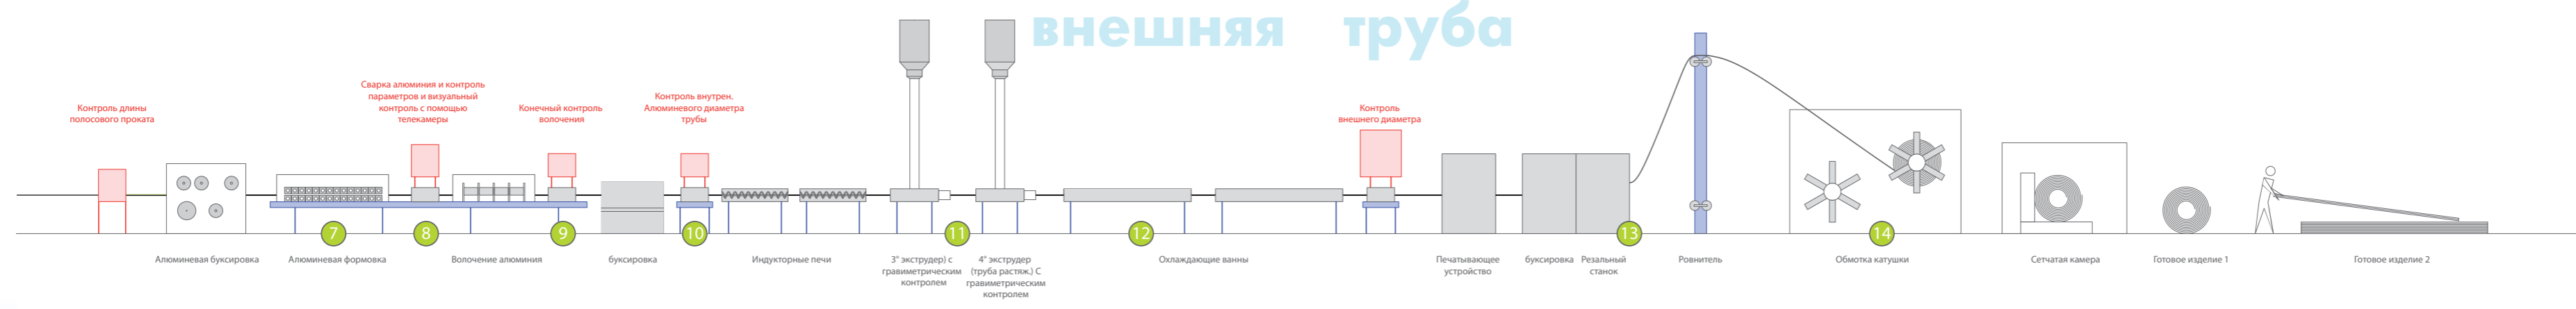 внешняя труба
Контроль длины
полосового проката
Сварка алюминия и контроль
параметров и визуальный
контроль с помощью
телекамеры
Конечный контроль
волочения
Контроль внутрен.
Алюминевого диаметра
трубы
Контроль
внешнего диаметра
7
8
9
10
11
12
13
14
Алюминевая буксировка
Алюминевая формовка
Волочение алюминия
буксировка
Индукторные печи
3" экструдер) с
гравиметрическим
контролем
4" экструдер
(труба растяж.) С
гравиметрическим
контролем
Охлаждающие ванны
Печатывающее
устройство
буксировка
Резальный
станок
Ровнитель
Обмотка катушки
Сетчатая камера
Готовое изделие 1
Готовое изделие 2